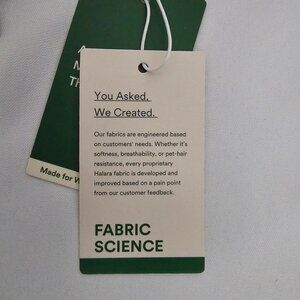 You Asked,
We Created.
Our fabrics are engineered based
on customers' needs. Whether it's
softness, breathability, or pet-hair
resistance, every proprietary
Halara fabric is developed and
improved based on a pain point
from our customer feedback.
FABRIC
SCIENCE
Made for